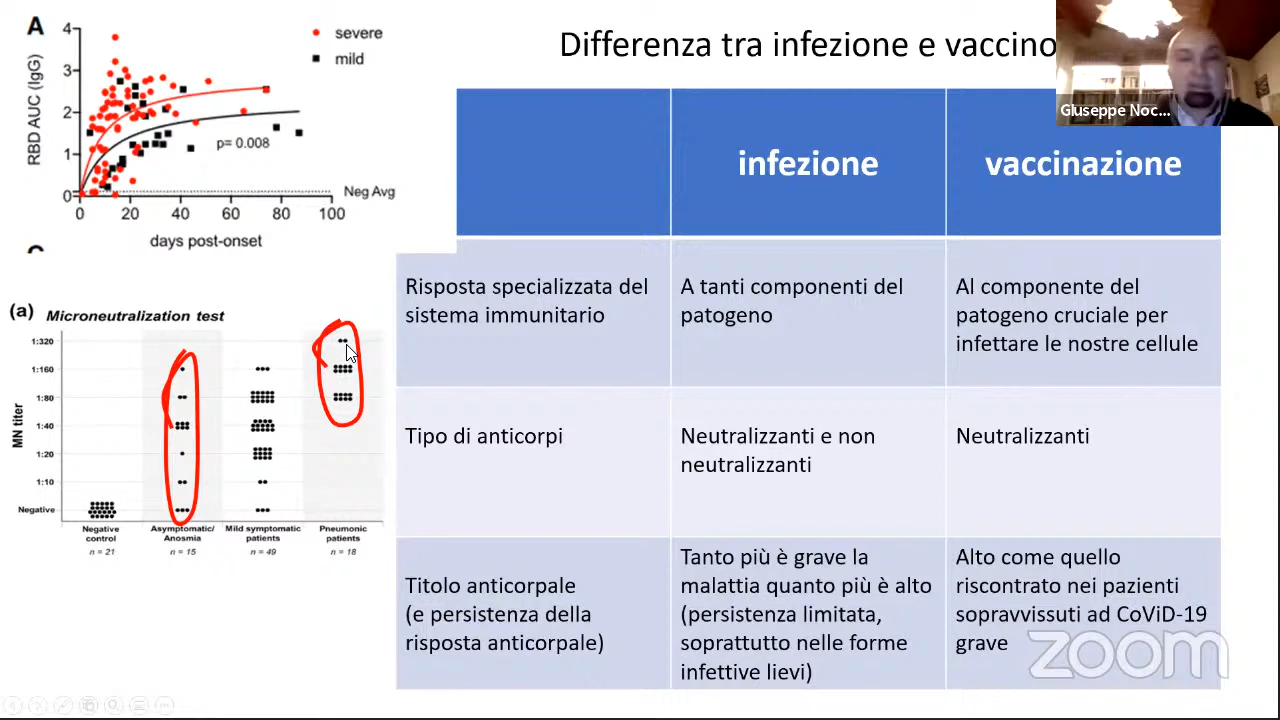 A
4
3
2
1
0
RBD AUC (IgG)
severe
mild
p= 0.008
Neg Avg
0 20 40 60 80 100
days post-onset
Differenza tra infezione e vaccino
Giuseppe Noc...
infezione
vaccinazione
Risposta specializzata del
sistema immunitario
A tanti componenti del
patogeno
Al componente del
patogeno cruciale per
infettare le nostre cellule
Tipo di anticorpi
Neutralizzanti e non
neutralizzanti
Neutralizzanti
Titolo anticorpale
(e persistenza della
risposta anticorpale)
Tanto più è grave la
malattia quanto più è alto
(persistenza limitata,
soprattutto nelle forme
infettive lievi)
Alto come quello
riscontrato nei pazienti
sopravvissuti ad CoViD-19
grave
(a) Microneutralization test
MN titer
1:320
1:160
1:80
1:40
1:20
1:10
Negative
Negative
control
n = 21
Asymptomatic/
Anosmia
n = 15
Mild symptomatic
patients
n = 49
Pneumonic
patients
n = 18
zoom